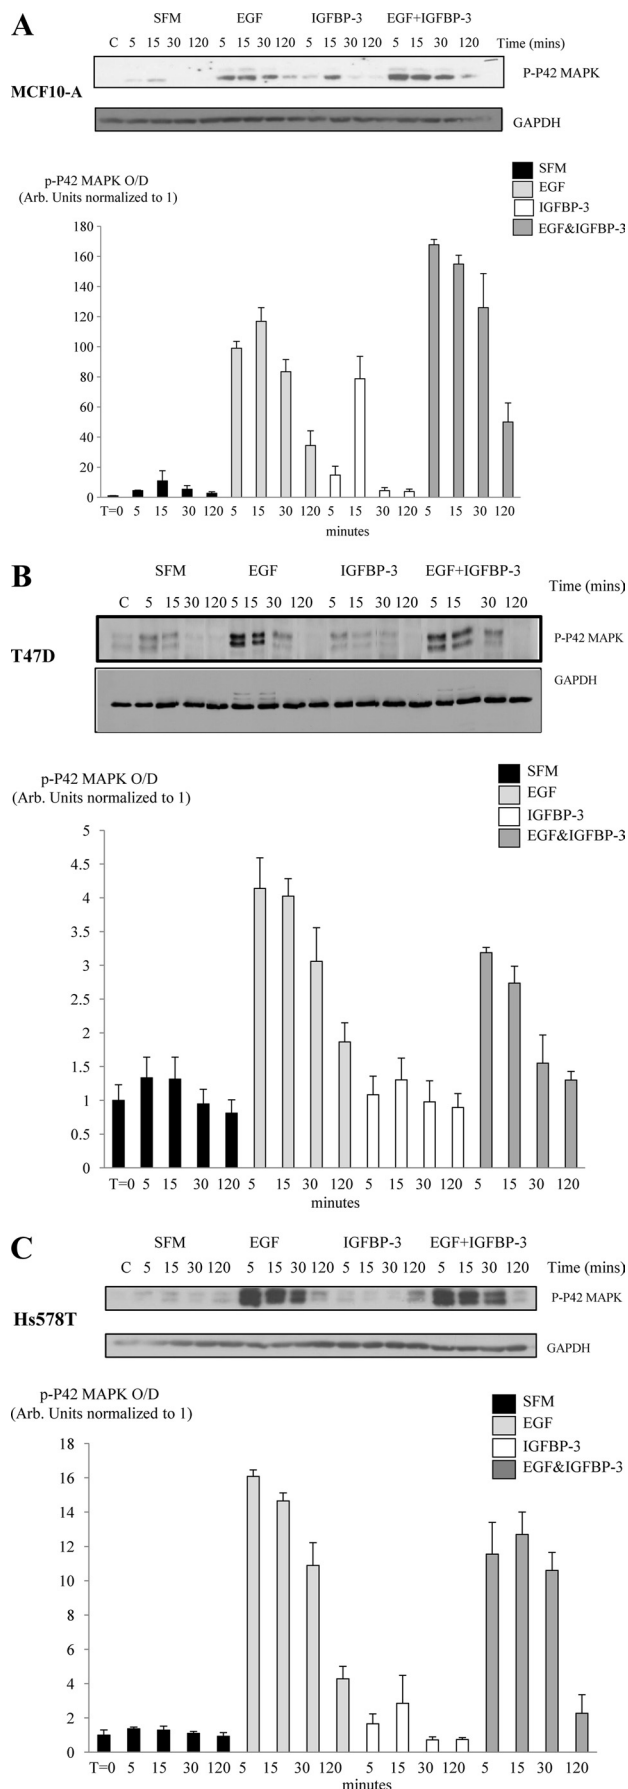 A
SFM EGF IGFBP-3 EGF+IGFBP-3
C 5 15 30 120 5 15 30 120 5 15 30 120 5 15 30 120 Time (mins)
P-P42 MAPK
MCF10-A
GAPDH
p-P42 MAPK O/D
(Arb. Units normalized to 1)
SFM
EGF
IGFBP-3
EGF&IGFBP-3
180
160
140
120
100
80
60
40
20
0
T=0 5 15 30 120 5 15 30 120 5 15 30 120 5 15 30 120
minutes
B
SFM EGF IGFBP-3 EGF+IGFBP-3
Time (mins)
C 5 15 30 120 5 15 30 120 5 15 30 120 5 15 30 120
P-P42 MAPK
T47D
GAPDH
p-P42 MAPK O/D
(Arb. Units normalized to 1)
SFM
EGF
IGFBP-3
EGF&IGFBP-3
5
4.5
4
3.5
3
2.5
2
1.5
1
0.5
0
T=0 5 15 30 120 5 15 30 120 5 15 30 120 5 15 30 120
minutes
C
SFM EGF IGFBP-3 EGF+IGFBP-3
C 5 15 30 120 5 15 30 120 5 15 30 120 5 15 30 120 Time (mins)
P-P42 MAPK
Hs578T
GAPDH
p-P42 MAPK O/D
(Arb. Units normalized to 1)
SFM
EGF
IGFBP-3
EGF&IGFBP-3
18
16
14
12
10
8
6
4
2
0
T=0 5 15 30 120 5 15 30 120 5 15 30 120 5 15 30 120
minutes